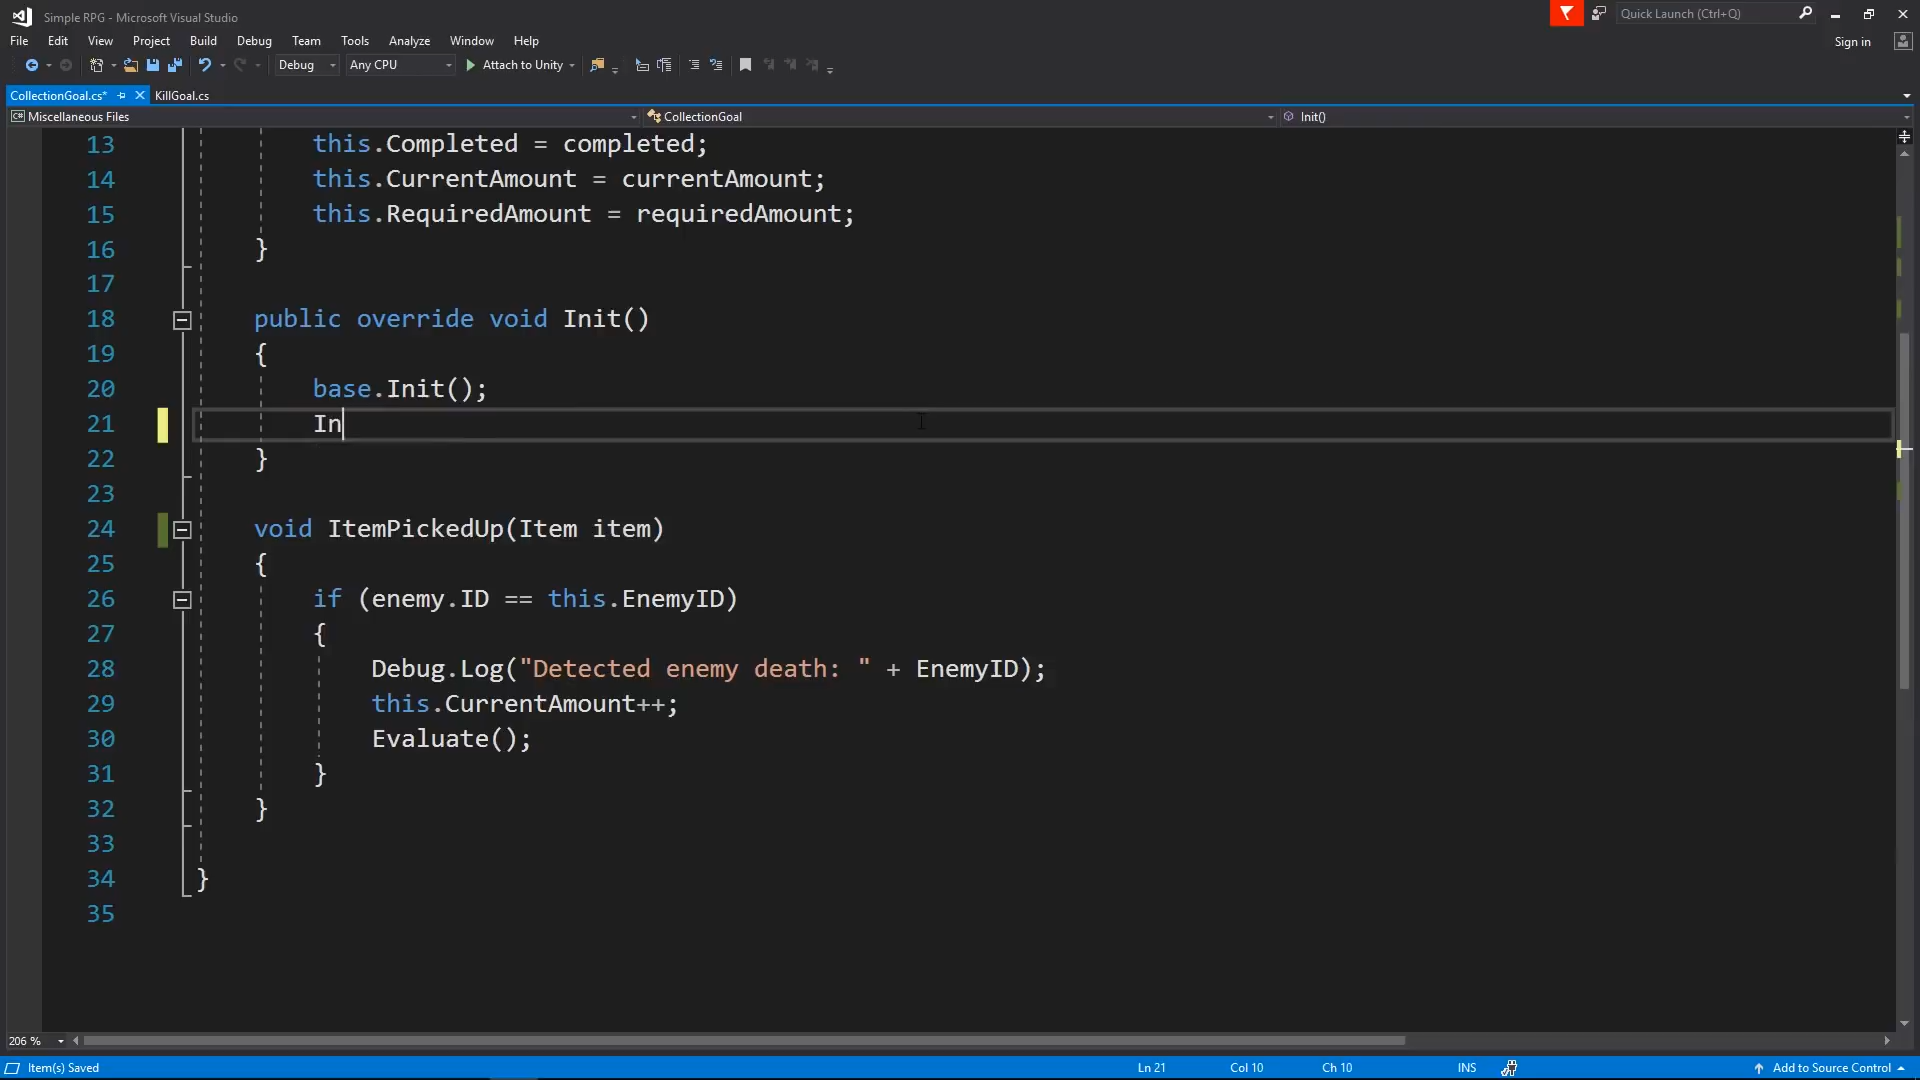 Simple RPG - Microsoft Visual Studio
Quick Launch (Ctrl+Q)
File Edit View Project Build Debug Team Tools Analyze Window Help
Sign in
Debug Any CPU Attach to Unity
CollectionGoal.cs* KillGoal.cs
Miscellaneous Files CollectionGoal Init()
13 this.Completed = completed;
14 this.CurrentAmount = currentAmount;
15 this.RequiredAmount = requiredAmount;
16 }
17
18 public override void Init()
19 {
20 base.Init();
21 In
22 }
23
24 void ItemPickedUp(Item item)
25 {
26 if (enemy.ID == this.EnemyID)
27 {
28 Debug.Log("Detected enemy death: " + EnemyID);
29 this.CurrentAmount++;
30 Evaluate();
31 }
32 }
33
34 }
35
206 %
Item(s) Saved Ln 21 Col 10 Ch 10 INS Add to Source Control